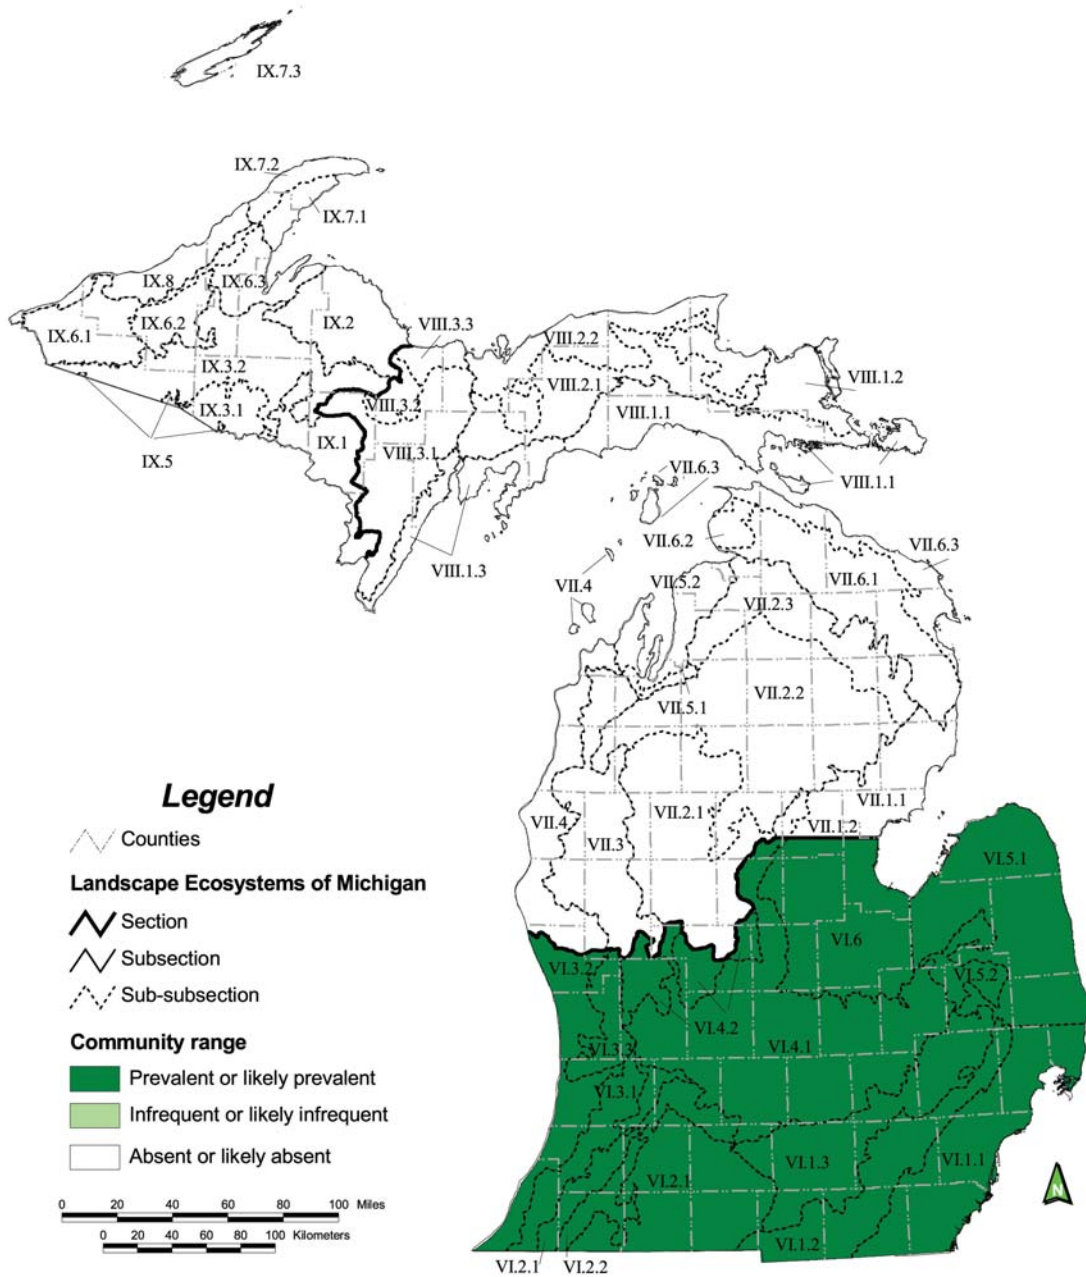 IX.7.3
IX.7.2
IX.7.1
IX.8
IX.6.3
IX.6.2
IX.2
IX.6.1
VIII.3.3
VIII.2.2
IX.3.2
VIII.2.1
VIII.1.2
IX.3.1
VIII.3.2
VIII.1.1
IX.1
VIII.3.1
IX.5
VII.6.3
VIII.1.1
VII.6.2
VII.6.3
VIII.1.3
VII.4
VII.5.2
VII.6.1
VII.2.3
VII.2.2
VII.5.1
VII.1.1
VII.4
VII.2.1
VII.1.2
VII.3
VI.5.1
VI.6
VI.3.2
VI.5.2
VI.4.2
VI.3.3
VI.4.1
VI.3.1
VI.1.3
VI.1.1
VI.2.1
VI.1.2
VI.2.1
VI.2.2
N
Legend
Counties
Landscape Ecosystems of Michigan
Section
Subsection
Sub-subsection
Community range
Prevalent or likely prevalent
Infrequent or likely infrequent
Absent or likely absent
0 20 40 60 80 100 Miles
0 20 40 60 80 100 Kilometers